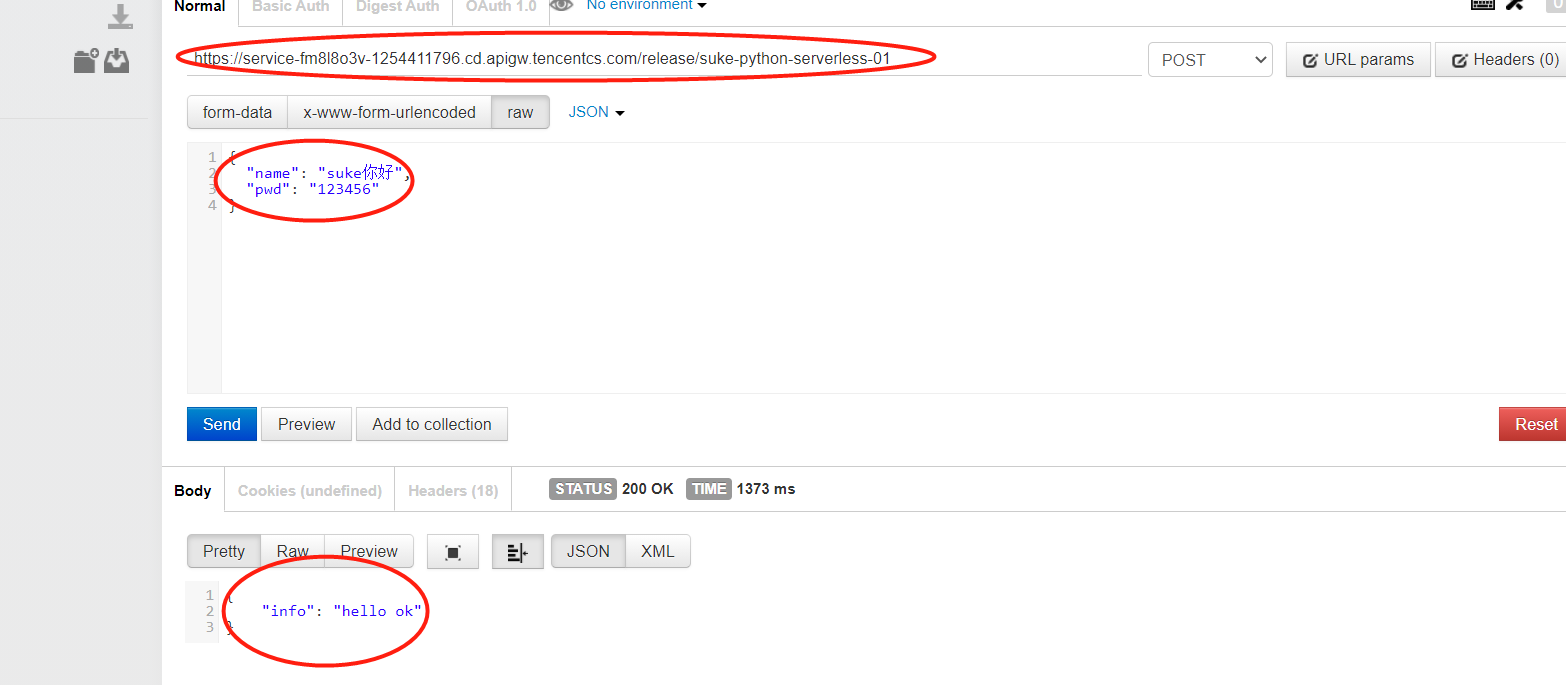 Normal Basic Auth Digest Auth OAuth 1.0 No environment
https://service-fm8l8o3v-1254411796.cd.apigw.tencentcs.com/release/suke-python-serverless-01 POST URL params Headers (0)
form-data x-www-form-urlencoded raw JSON
1 {
2 "name": "suke你好",
3 "pwd": "123456"
4 }
Send Preview Add to collection Reset
Body Cookies (undefined) Headers (18) STATUS 200 OK TIME 1373 ms
Pretty Raw Preview JSON XML
1 {
2 "info": "hello ok"
3 }